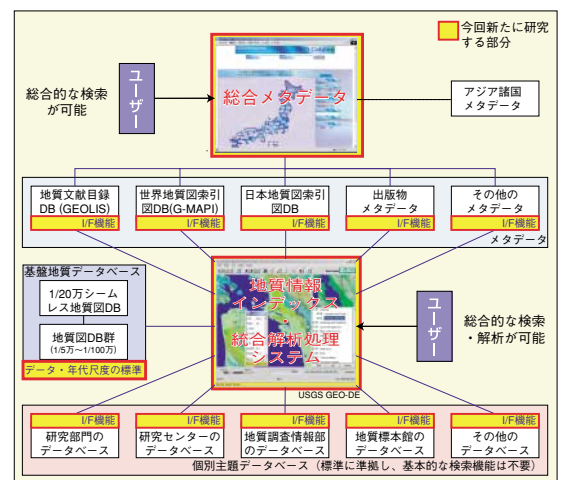 今回新たに研究
する部分
総合メタデータ
ユーザー
総合的な検索
が可能
アジア諸国
メタデータ
地質文献目録
DB (GEOLIS)
I/F機能
世界地質図索引
図DB(G-MAPI)
I/F機能
日本地質図索引
図DB
I/F機能
出版物
メタデータ
I/F機能
その他の
メタデータ
I/F機能
メタデータ
基盤地質データベース
1/20万シーム
レス地質図DB
地質図DB群
(1/5万〜1/100万)
データ・年代尺度の標準
地質情報
インデックス
・
統合解析処理
システム
USGS GEO-DE
ユーザー
総合的な検索
・解析が可能
I/F機能
研究部門の
データベース
I/F機能
研究センターの
データベース
I/F機能
地質調査情報部
のデータベース
I/F機能
地質標本館の
データベース
I/F機能
その他の
データベース
個別主題データベース（標準に準拠し、基本的な検索機能は不要）